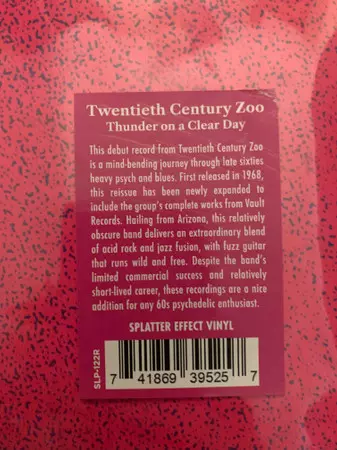 Twentieth Century Zoo
Thunder on a Clear Day
This debut record from Twentieth Century Zoo
is a mind-bending journey through late sixties
heavy psych and blues. First released in 1968,
this reissue has been newly expanded to
include the group's complete works from Vault
Records. Hailing from Arizona, this relatively
obscure band delivers an extraordinary blend
of acid rock and jazz fusion, with fuzz guitar
that runs wild and free. Despite the band's
limited commercial success and relatively
short-lived career, these recordings are a nice
addition for any 60s psychedelic enthusiast.
SPLATTER EFFECT VINYL
SLP-122R
7 41869 39525 7